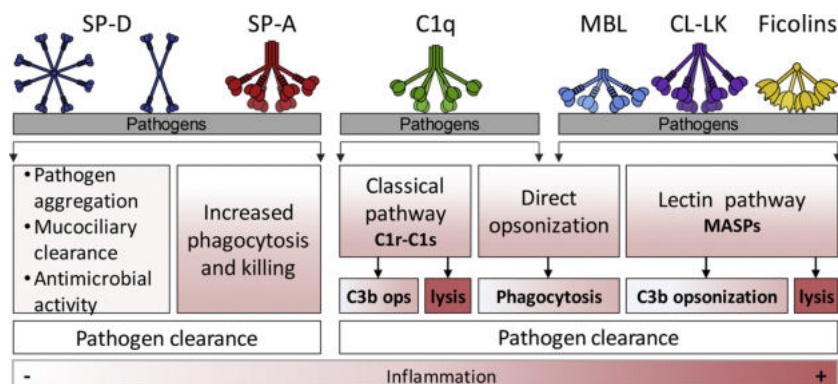 SP-D SP-A C1q MBL CL-LK Ficolins
Pathogens Pathogens Pathogens
• Pathogen
aggregation
• Mucociliary
clearance
• Antimicrobial
activity
Increased
phagocytosis
and killing
Classical
pathway
C1r-C1s
Direct
opsonization
Lectin pathway
MASPs
C3b ops lysis Phagocytosis C3b opsonization lysis
Pathogen clearance Pathogen clearance
- Inflammation +